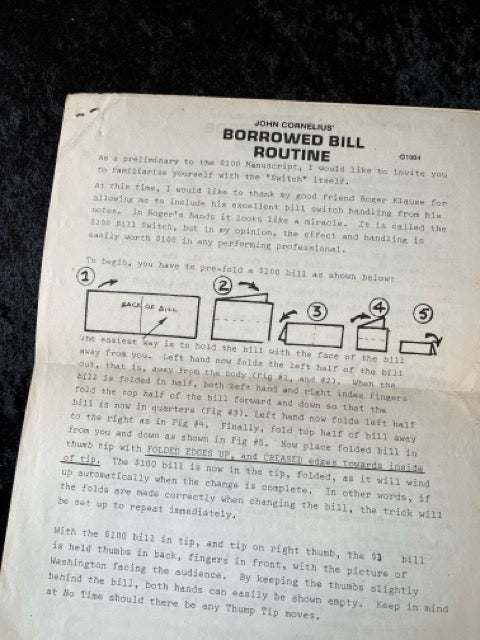 JOHN CORNELIUS'
BORROWED BILL
ROUTINE
©1984
As a preliminary to the $100 Manuscript, I would like to invite you
to familiarize yourself with the "Switch" itself.
At this time, I would like to thank my good friend Roger Klause for
allowing me to include his excellent bill switch handling from his
notes. In Roger's hands it looks like a miracle. It is called the
$100 Bill Switch, but in my opinion, the effect and handling is
easily worth $100 in any performing professional.
To begin, you have to pre-fold a $100 bill as shown below:
1 2 3 4 5
BACK OF BILL
The easiest way is to hold the bill with the face of the bill
away from you. Left hand now folds the left half of the bill
out, that is, away from the body (Fig #1, and #2). When the
bill is folded in half, both left hand and right index fingers
fold the top half of the bill forward and down so that the
bill is now in quarters (Fig #3). Left hand now folds left half
to the right as in Fig #4. Finally, fold top half of bill away
from you and down as shown in Fig #5. Now place folded bill in
thumb tip with FOLDED EDGES UP, and CREASED edges towards inside
of tip. The $100 bill is now in the tip, folded, as it will wind
up automatically when the change is complete. In other words, if
the folds are made correctly when changing the bill, the trick will
be set up to repeat immediately.
With the $100 bill in tip, and tip on right thumb, the $1 bill
is held thumbs in back, fingers in front, with the picture of
Washington facing the audience. By keeping the thumbs slightly
behind the bill, both hands can easily be shown empty. Keep in mind
at No Time should there be any Thump Tip moves.